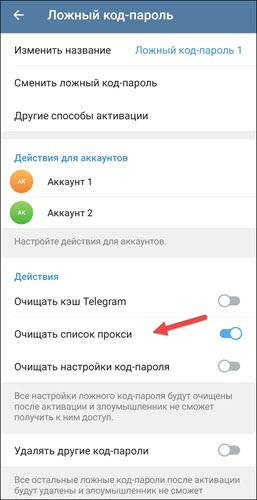 Ложный код-пароль
Изменить название Ложный код-пароль 1
Сменить ложный код-пароль
Другие способы активации
Действия для аккаунтов
АК Аккаунт 1
АК Аккаунт 2
Настройте действия для аккаунтов.
Действия
Очищать кэш Telegram
Очищать список прокси
Очищать настройки код-пароля
Все настройки ложного код-пароля будут очищены
после активации и злоумышленник не сможет
получить к ним доступ.
Удалять другие код-пароли
Все остальные ложные код-пароли после активации
будут удалены и злоумышленник не сможет